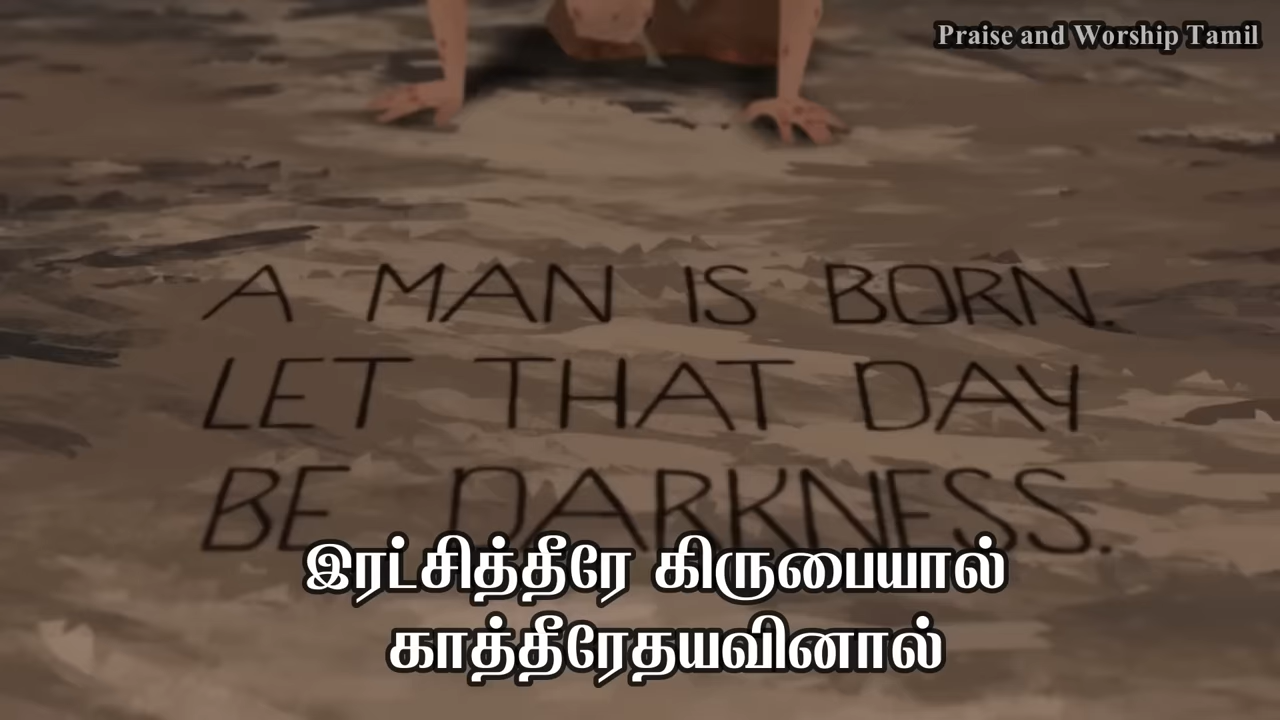 Praise and Worship Tamil
A MAN IS BORN.
LET THAT DAY
BE DARKNESS.
இரட்சித்தீரே கிருபையால்
காத்தீரேதயவினால்